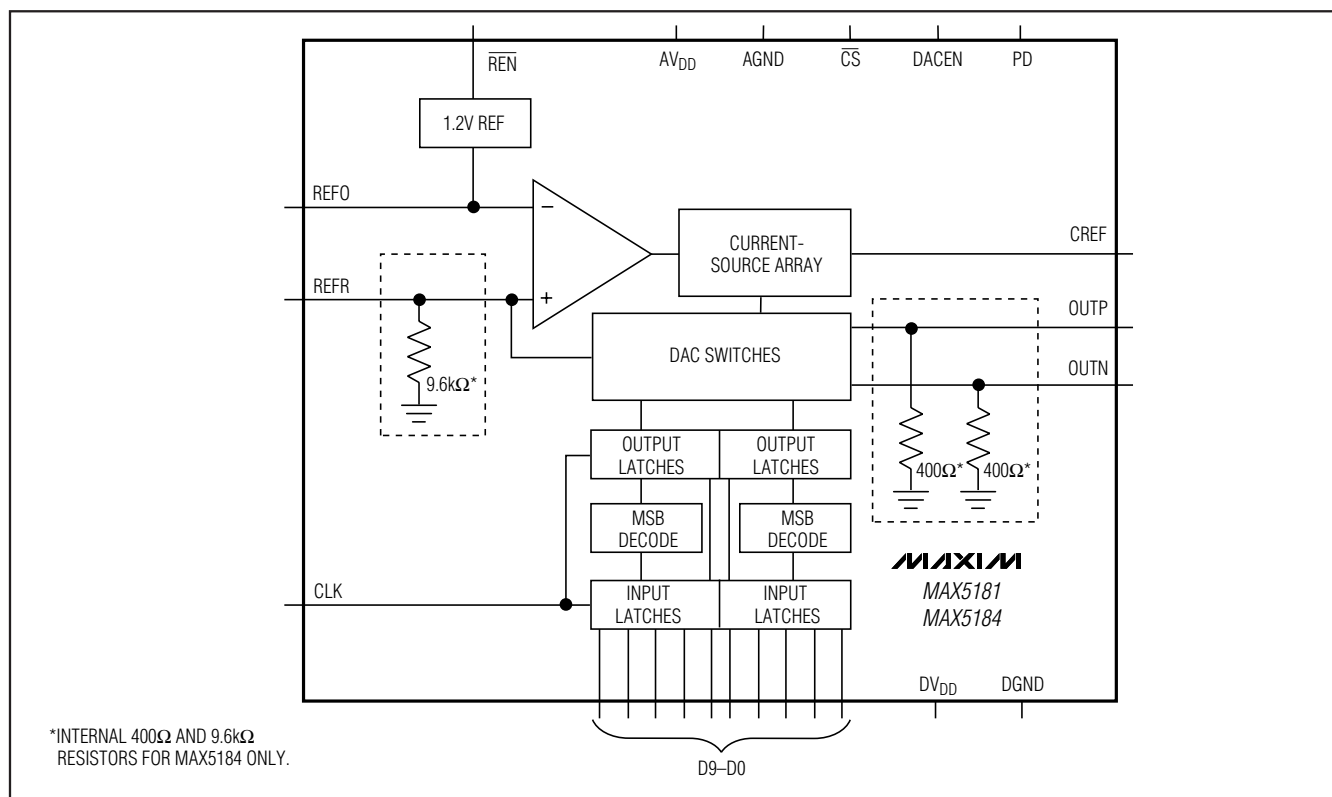 R̅E̅N̅
AVDD
AGND
C̅S̅
DACEN
PD
1.2V REF
REFO
−
CURRENT-
SOURCE ARRAY
CREF
REFR
+
OUTP
DAC SWITCHES
OUTN
9.6kΩ*
OUTPUT
LATCHES
OUTPUT
LATCHES
400Ω*
400Ω*
MSB
DECODE
MSB
DECODE
MAXIM
MAX5181
MAX5184
CLK
INPUT
LATCHES
INPUT
LATCHES
DVDD
DGND
*INTERNAL 400Ω AND 9.6kΩ
RESISTORS FOR MAX5184 ONLY.
D9–D0